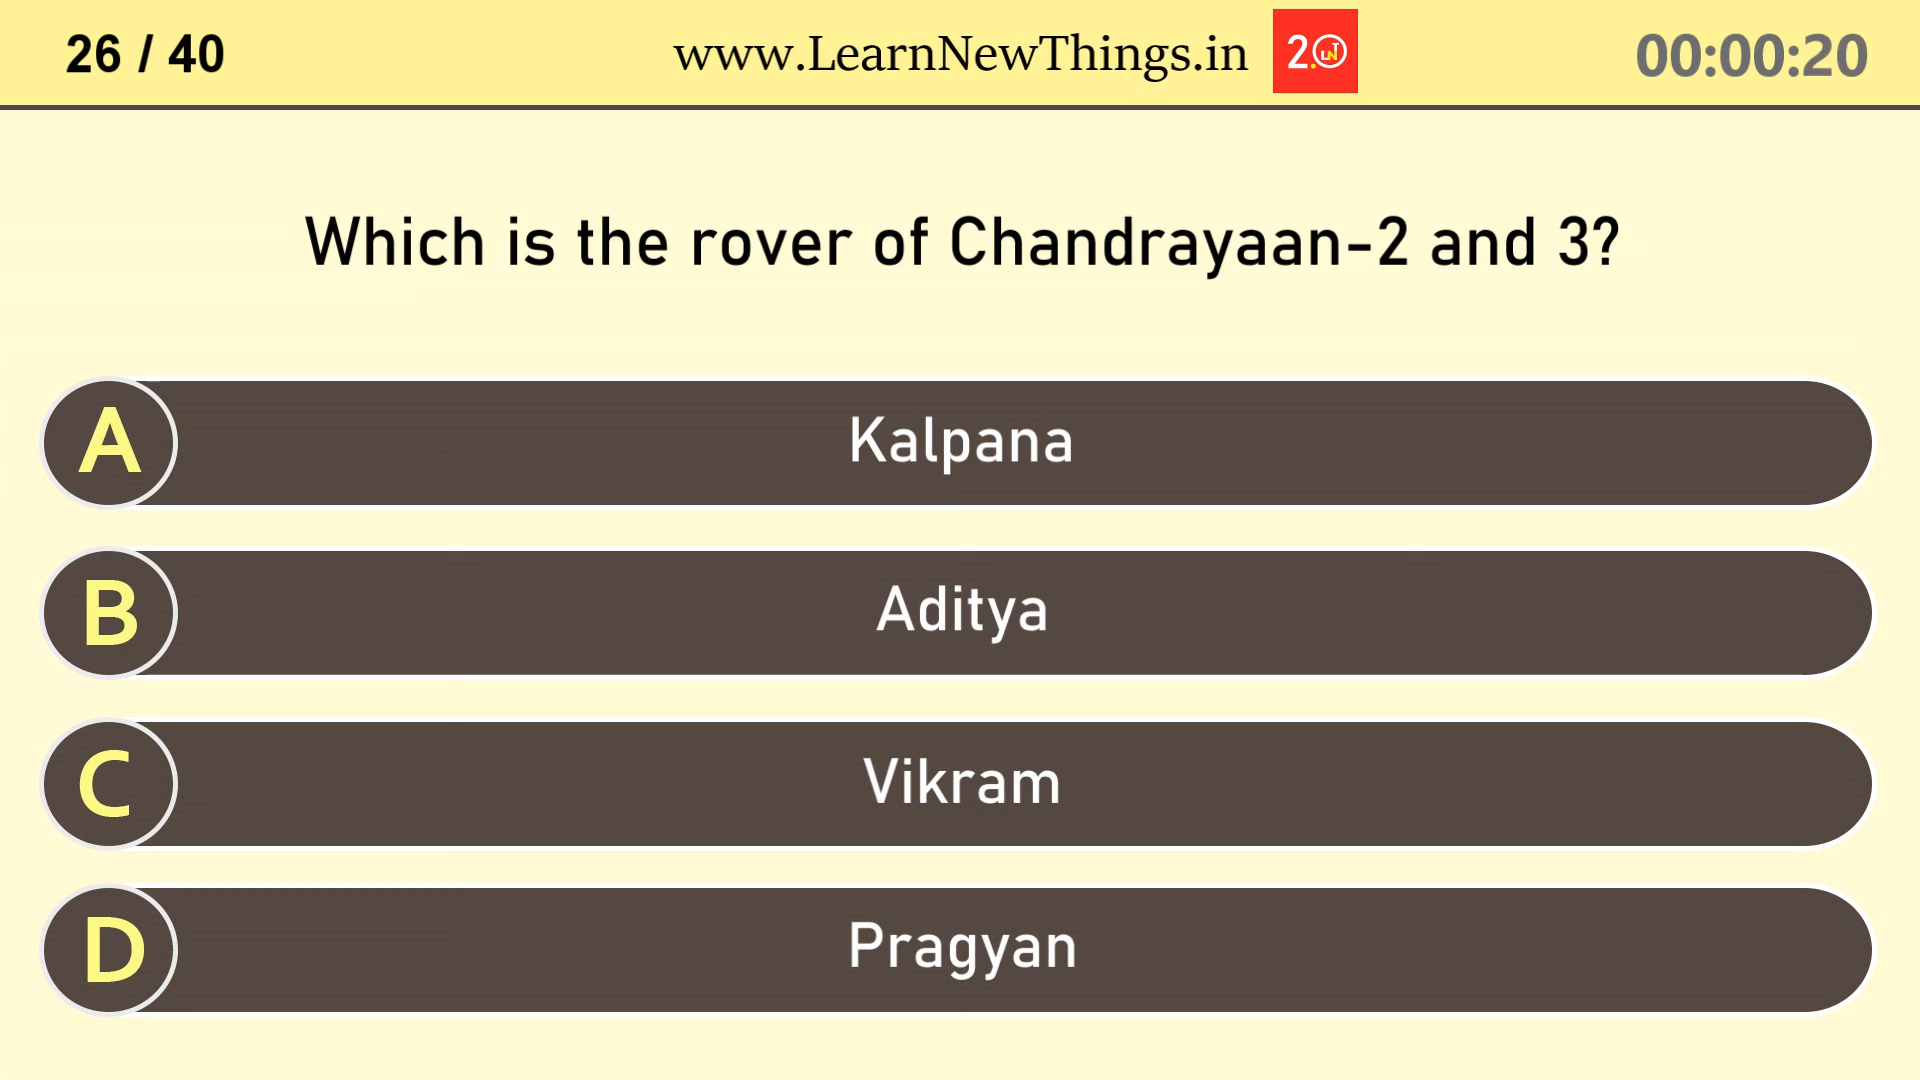 26 / 40
www.LearnNewThings.in
2.LNT
00:00:20
Which is the rover of Chandrayaan-2 and 3?
A Kalpana
B Aditya
C Vikram
D Pragyan